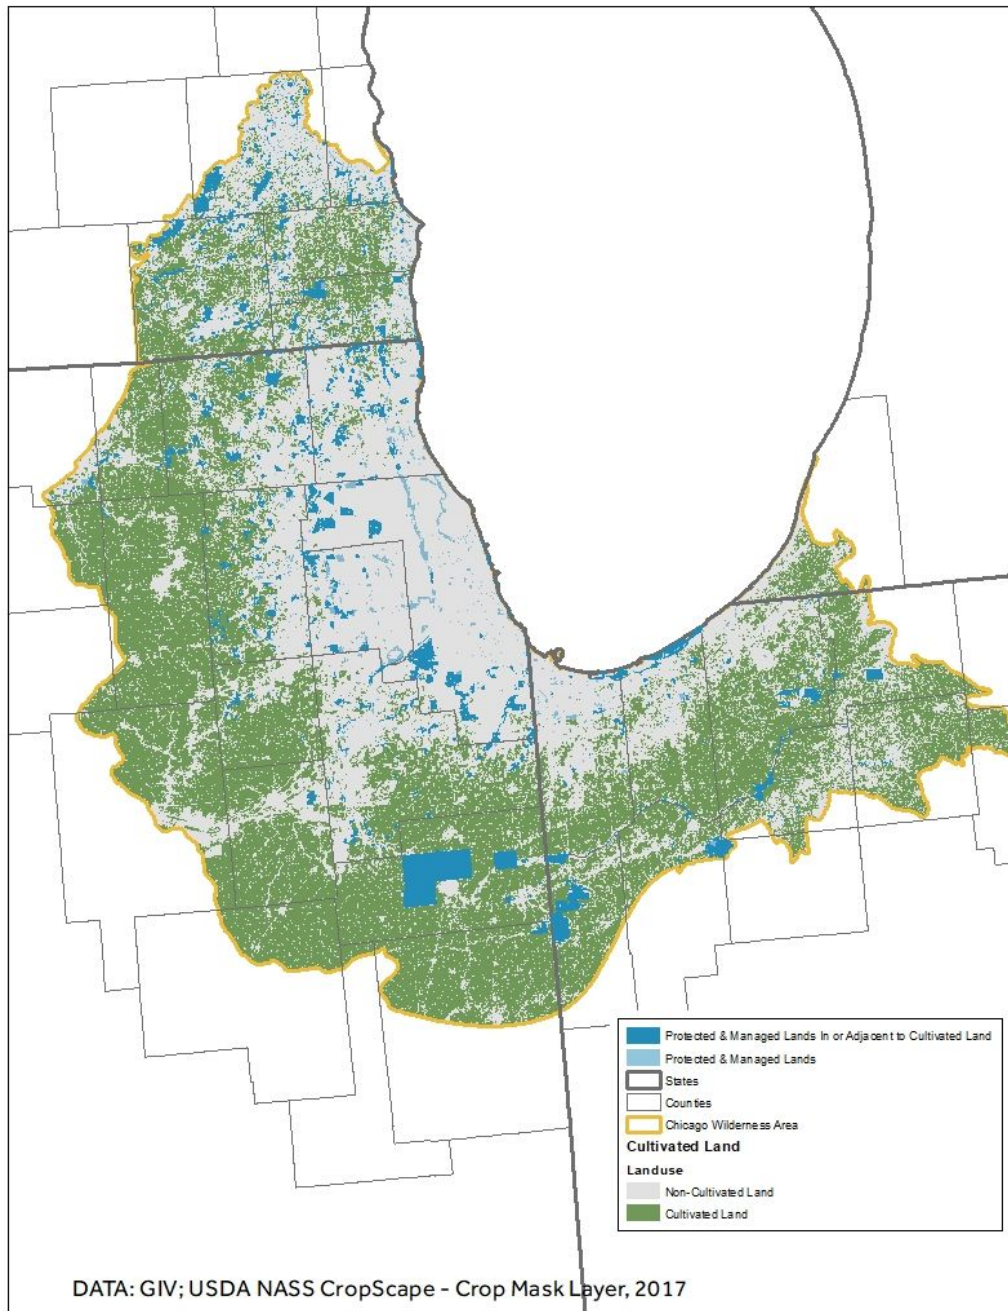 Protected & Managed Lands In or Adjacent to Cultivated Land
Protected & Managed Lands
States
Counties
Chicago Wilderness Area
Cultivated Land
Landuse
Non-Cultivated Land
Cultivated Land
DATA: GIV; USDA NASS CropScape - Crop Mask Layer, 2017